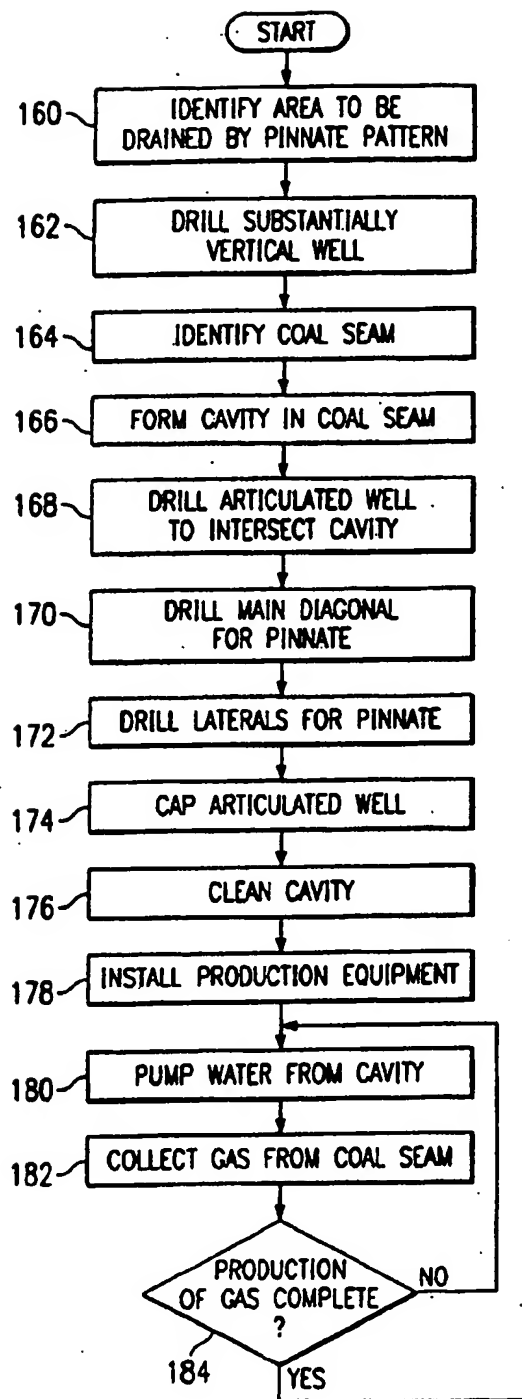 START
160
IDENTIFY AREA TO BE
DRAINED BY PINNATE PATTERN
162
DRILL SUBSTANTIALLY
VERTICAL WELL
164
IDENTIFY COAL SEAM
166
FORM CAVITY IN COAL SEAM
168
DRILL ARTICULATED WELL
TO INTERSECT CAVITY
170
DRILL MAIN DIAGONAL
FOR PINNATE
172
DRILL LATERALS FOR PINNATE
174
CAP ARTICULATED WELL
176
CLEAN CAVITY
178
INSTALL PRODUCTION EQUIPMENT
180
PUMP WATER FROM CAVITY
182
COLLECT GAS FROM COAL SEAM
PRODUCTION
OF GAS COMPLETE
?
NO
184
YES